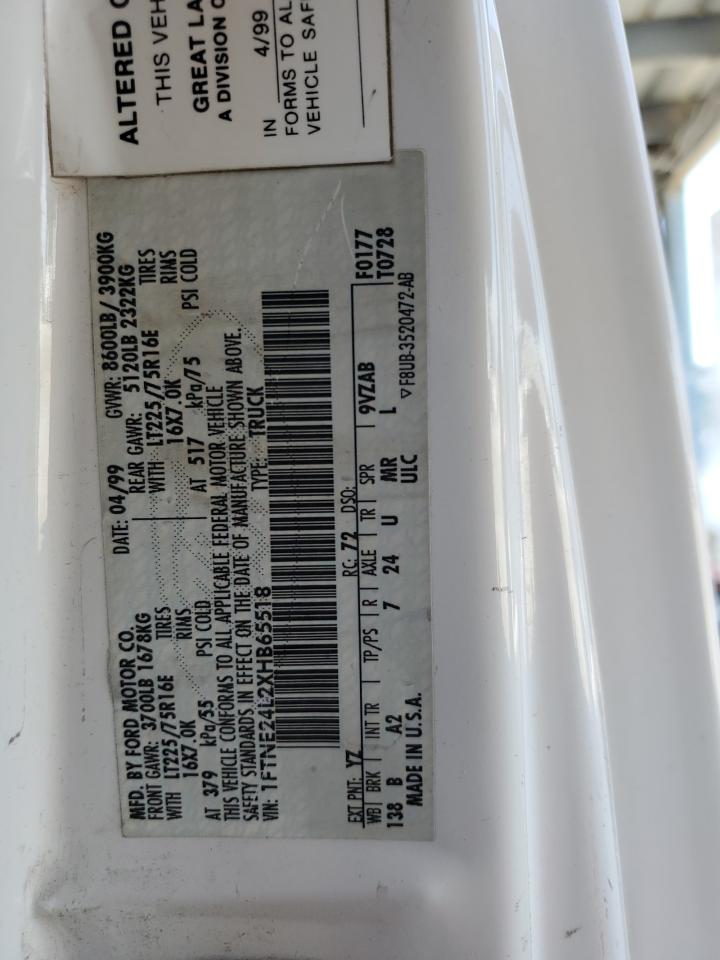 ALTERED
THIS VEH
GREAT LA
A DIVISION O
IN 4/99
FORMS TO AL
VEHICLE SAF
MFD. BY FORD MOTOR CO.
DATE: 04/99 GVWR: 8600LB/ 3900KG
FRONT GAWR: 3700LB 1678KG REAR GAWR: 5120LB 2322KG
WITH LT225/75R16E TIRES WITH LT225/75R16E TIRES
16X7.0K RIMS 16X7.0K RIMS
AT 379 kPa/55 PSI COLD AT 517 kPa/75 PSI COLD
THIS VEHICLE CONFORMS TO ALL APPLICABLE FEDERAL MOTOR VEHICLE
SAFETY STANDARDS IN EFFECT ON THE DATE OF MANUFACTURE SHOWN ABOVE.
VIN: 1FTNE24L2XHB65518 TYPE: TRUCK
EXT PNT: YZ RC: 72 DSO: F0177
WB BRK INT TR TP/PS R AXLE TR SPR 9VZAB T0728
138 B A2 7 24 U MR L
MADE IN U.S.A. ULC ▽F8UB-3520472-AB